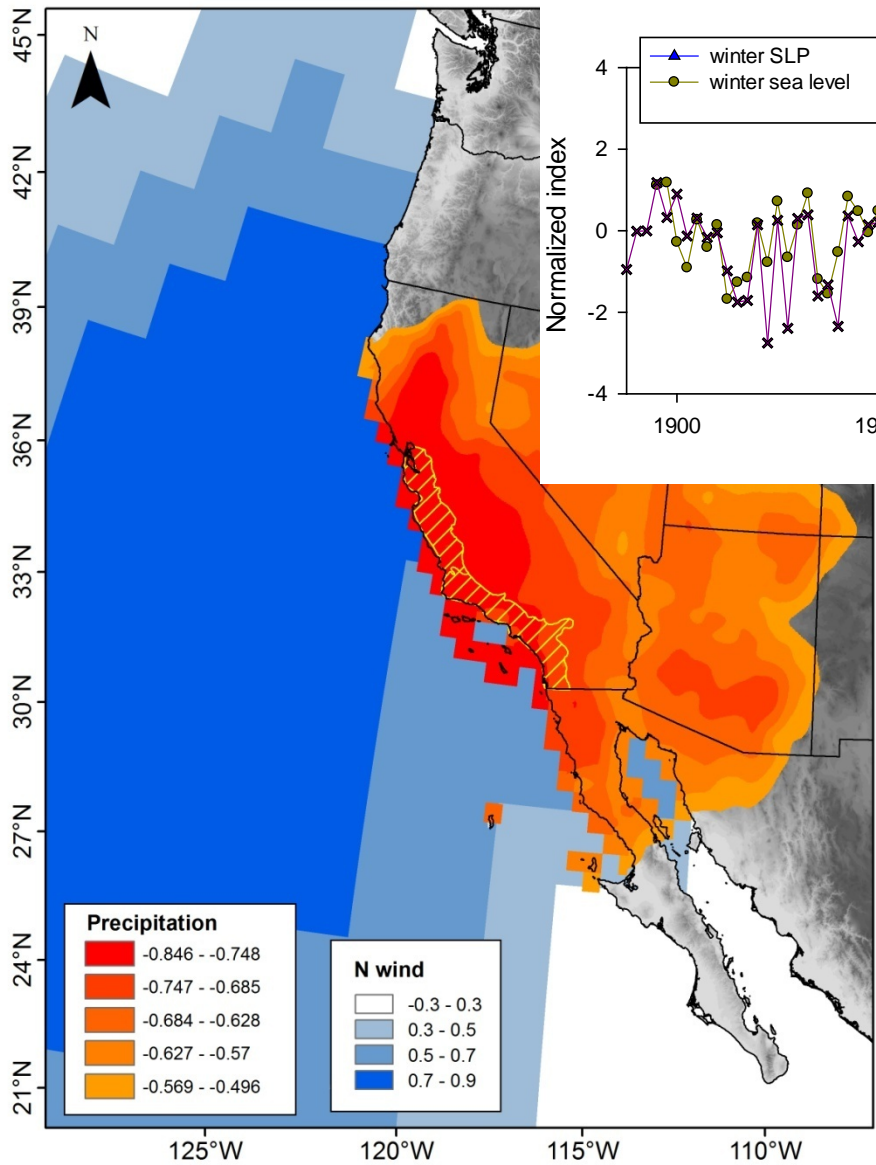 N
45°N
42°N
39°N
36°N
33°N
30°N
27°N
24°N
21°N
125°W
120°W
115°W
110°W
Precipitation
-0.846 - -0.748
-0.747 - -0.685
-0.684 - -0.628
-0.627 - -0.57
-0.569 - -0.496
N wind
-0.3 - 0.3
0.3 - 0.5
0.5 - 0.7
0.7 - 0.9
winter SLP
winter sea level
Normalized index
4
2
0
-2
-4
1900
19